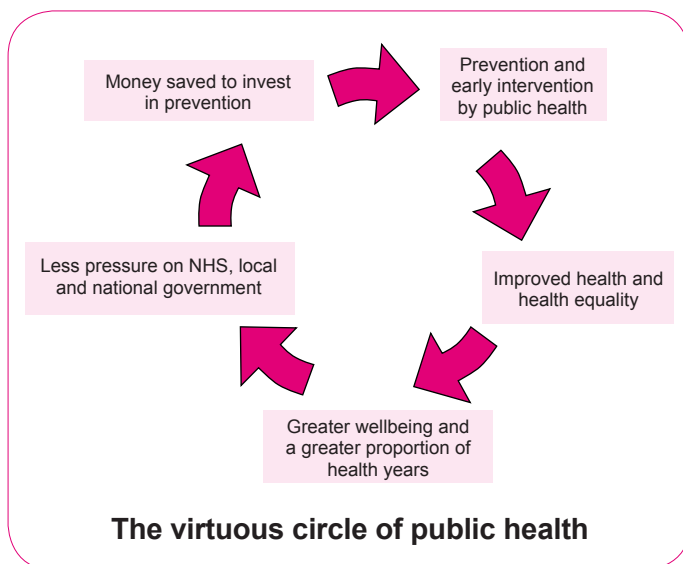 Money saved to invest
in prevention
Prevention and
early intervention
by public health
Improved health and
health equality
Greater wellbeing and
a greater proportion of
health years
Less pressure on NHS, local
and national government
The virtuous circle of public health